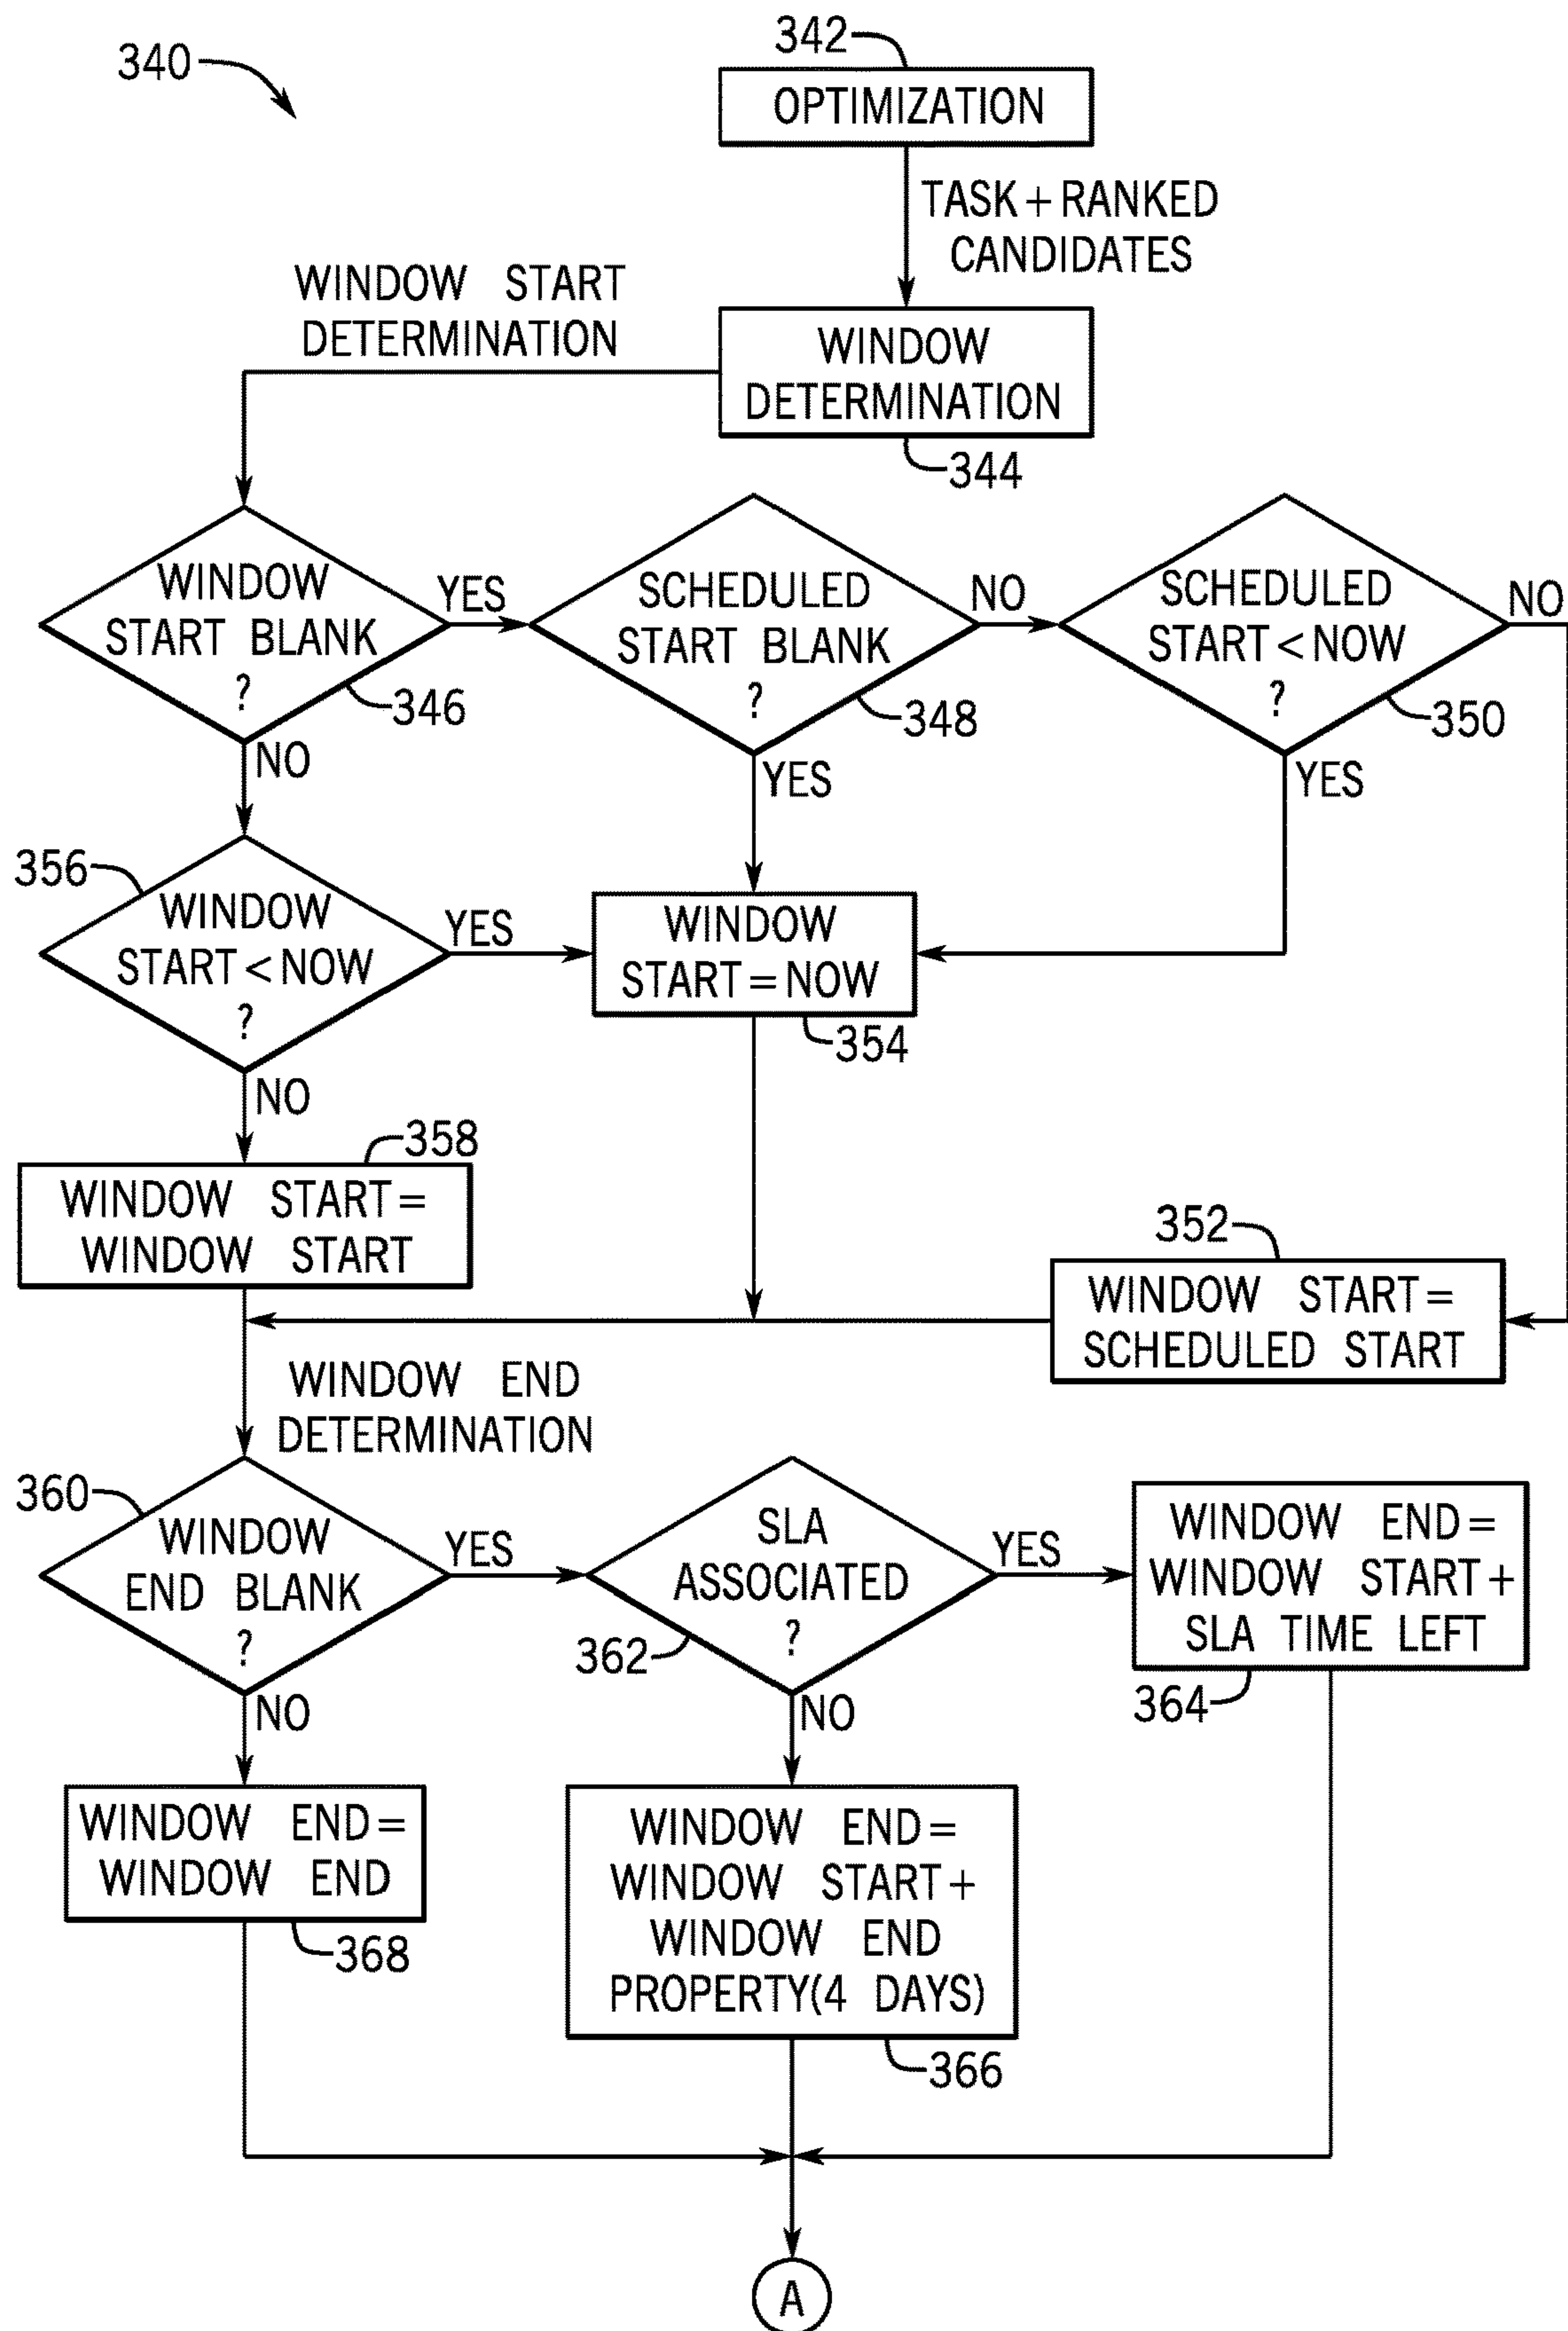 340
342
OPTIMIZATION
TASK + RANKED
CANDIDATES
WINDOW START
DETERMINATION
WINDOW
DETERMINATION
344
WINDOW
START BLANK
?
346
YES
NO
SCHEDULED
START BLANK
?
348
NO
YES
SCHEDULED
START < NOW
?
350
NO
YES
356
WINDOW
START < NOW
?
YES
NO
WINDOW
START = NOW
354
358
WINDOW START =
WINDOW START
352
WINDOW START =
SCHEDULED START
WINDOW END
DETERMINATION
360
WINDOW
END BLANK
?
YES
NO
SLA
ASSOCIATED
?
362
YES
NO
WINDOW END =
WINDOW START +
SLA TIME LEFT
364
WINDOW END =
WINDOW END
368
WINDOW END =
WINDOW START +
WINDOW END
PROPERTY(4 DAYS)
366
A